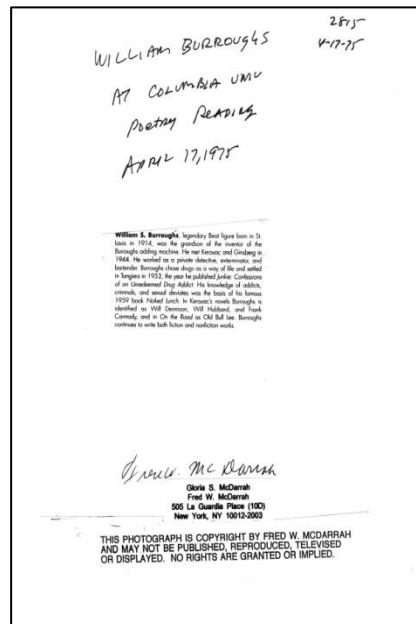 2815
4-17-75
WILLIAM BURROUGHS
AT COLUMBIA UNIV
POETRY READING
APRIL 17, 1975
William S. Burroughs, legendary Beat figure born in St.
Louis in 1914, was the grandson of the inventor of the
Burroughs adding machine. He met Kerouac and Ginsberg in
1944. He worked as a private detective, exterminator, and
bartender. Burroughs chose drugs as a way of life and settled
in Tangiers in 1953, the year he published Junkie: Confessions
of an Unredeemed Drug Addict. His knowledge of addicts,
criminals, and sexual deviates was the basis of his famous
1959 book Naked Lunch. In Kerouac's novels Burroughs is
identified as Will Dennison, Will Hubbard, and Frank
Carmody, and in On the Road as Old Bull Lee. Burroughs
continues to write both fiction and nonfiction works.
Fred W. McDarrah
Gloria S. McDarrah
Fred W. McDarrah
505 La Guardia Place (10D)
New York, NY 10012-2003
THIS PHOTOGRAPH IS COPYRIGHT BY FRED W. MCDARRAH
AND MAY NOT BE PUBLISHED, REPRODUCED, TELEVISED
OR DISPLAYED. NO RIGHTS ARE GRANTED OR IMPLIED.